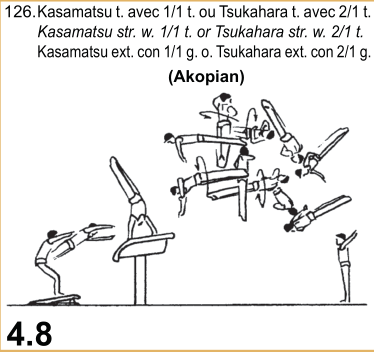 126. Kasamatsu t. avec 1/1 t. ou Tsukahara t. avec 2/1 t.
Kasamatsu str. w. 1/1 t. or Tsukahara str. w. 2/1 t.
Kasamatsu ext. con 1/1 g. o. Tsukahara ext. con 2/1 g.
(Akopian)
4.8